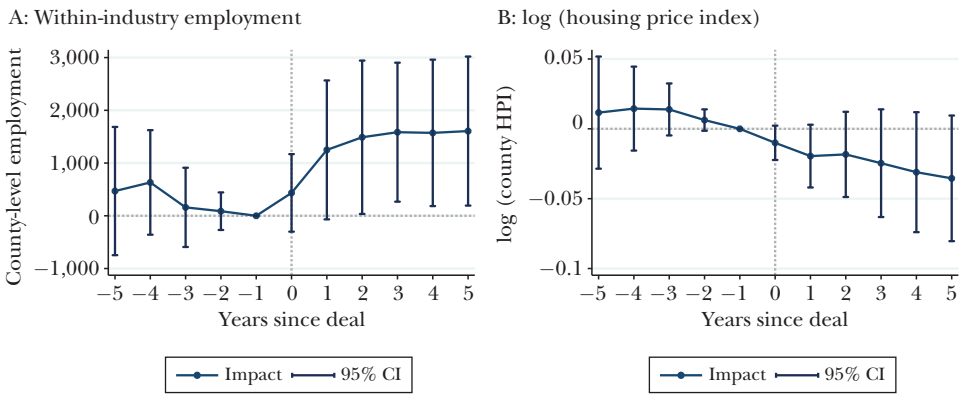 A: Within-industry employment
County-level employment
3,000
2,000
1,000
0
−1,000
−5 −4 −3 −2 −1 0 1 2 3 4 5
Years since deal
Impact 95% CI
B: log (housing price index)
log (county HPI)
0.05
0
−0.05
−0.1
−5 −4 −3 −2 −1 0 1 2 3 4 5
Years since deal
Impact 95% CI